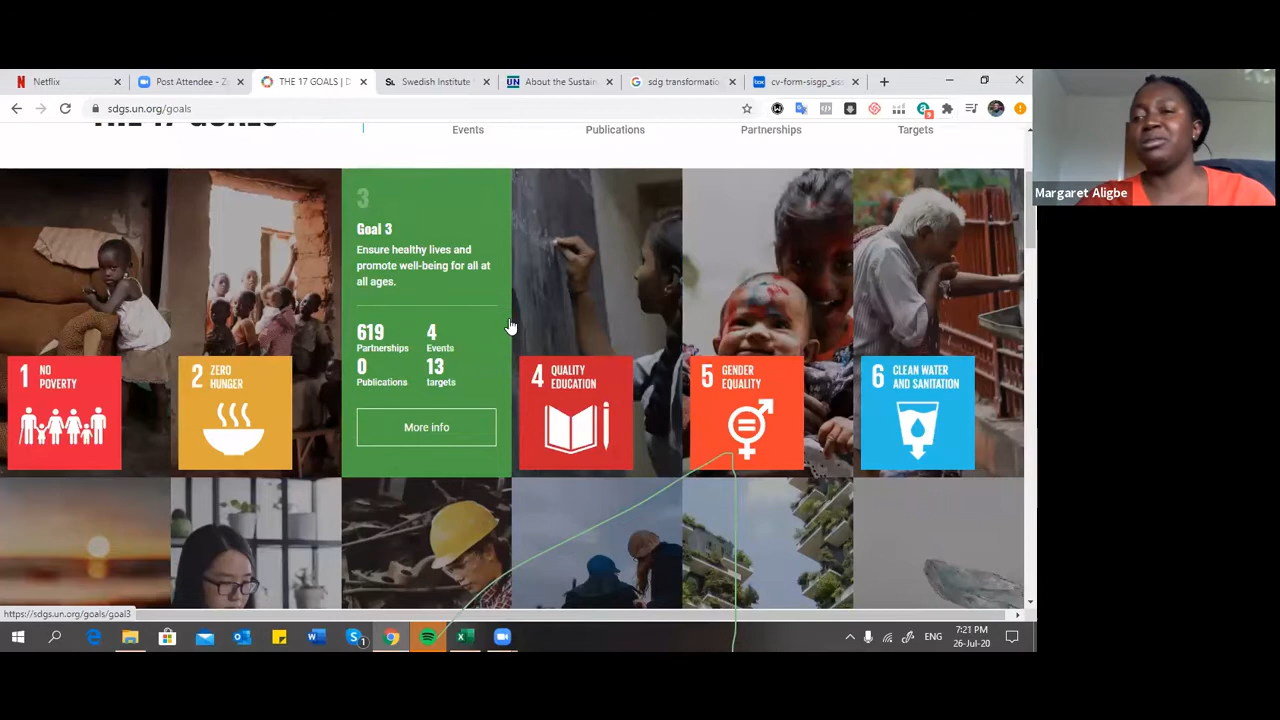 Netflix
Post Attendee - Z
THE 17 GOALS | D
Swedish Institute
About the Sustain
sdg transformatio
cv-form-sisgp_sis
sdgs.un.org/goals
THE 17 GOALS
Events
Publications
Partnerships
Targets
Margaret Aligbe
3
Goal 3
Ensure healthy lives and
promote well-being for all at
all ages.
619
Partnerships
4
Events
0
Publications
13
targets
More info
1 NO
POVERTY
2 ZERO
HUNGER
4 QUALITY
EDUCATION
5 GENDER
EQUALITY
6 CLEAN WATER
AND SANITATION
https://sdgs.un.org/goals/goal3
ENG
7:21 PM
26-Jul-20